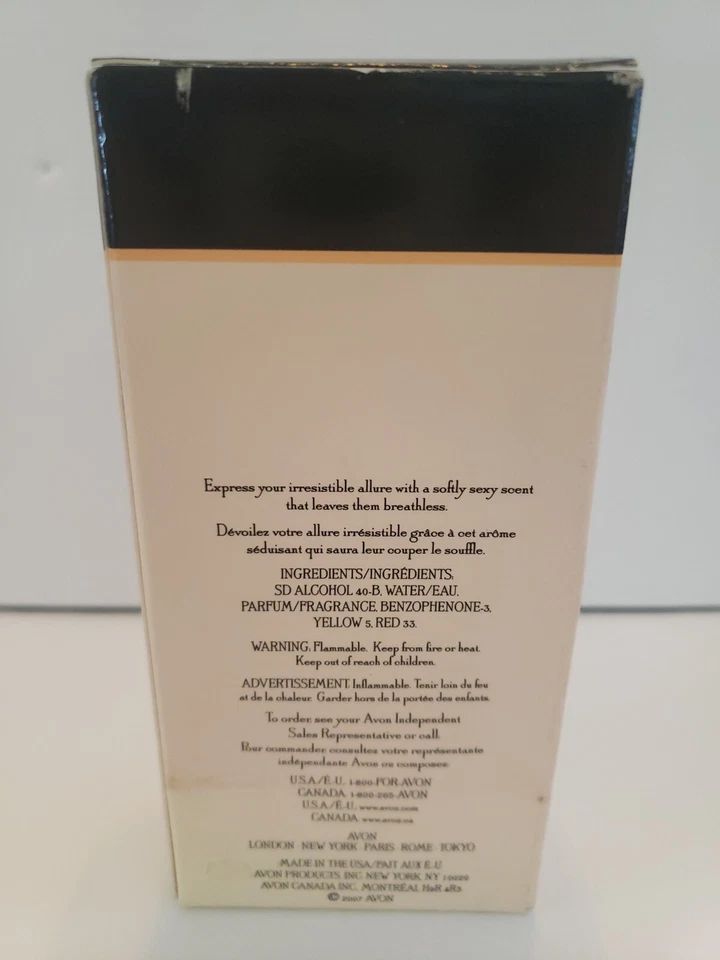 Express your irresistible allure with a softly sexy scent
that leaves them breathless.
Dévoilez votre allure irrésistible grâce à cet arôme
séduisant qui saura leur couper le souffle.
INGREDIENTS/INGRÉDIENTS:
SD ALCOHOL 40-B, WATER/EAU,
PARFUM/FRAGRANCE, BENZOPHENONE-3,
YELLOW 5, RED 33.
WARNING: Flammable. Keep from fire or heat.
Keep out of reach of children.
ADVERTISSEMENT: Inflammable. Tenir loin du feu
et de la chaleur. Garder hors de la portée des enfants.
To order, see your Avon Independent
Sales Representative or call:
Pour commander, consultez votre représentante
indépendante Avon ou composez:
U.S.A./É.-U. 1-800-FOR-AVON
CANADA 1-800-265-AVON
U.S.A./É.-U. www.avon.com
CANADA www.avon.ca
AVON
LONDON · NEW YORK · PARIS · ROME · TOKYO
MADE IN THE USA/FAIT AUX É.-U.
AVON PRODUCTS, INC. NEW YORK, NY 10020
AVON CANADA INC. MONTRÉAL H9R 4R3
© 2007 AVON